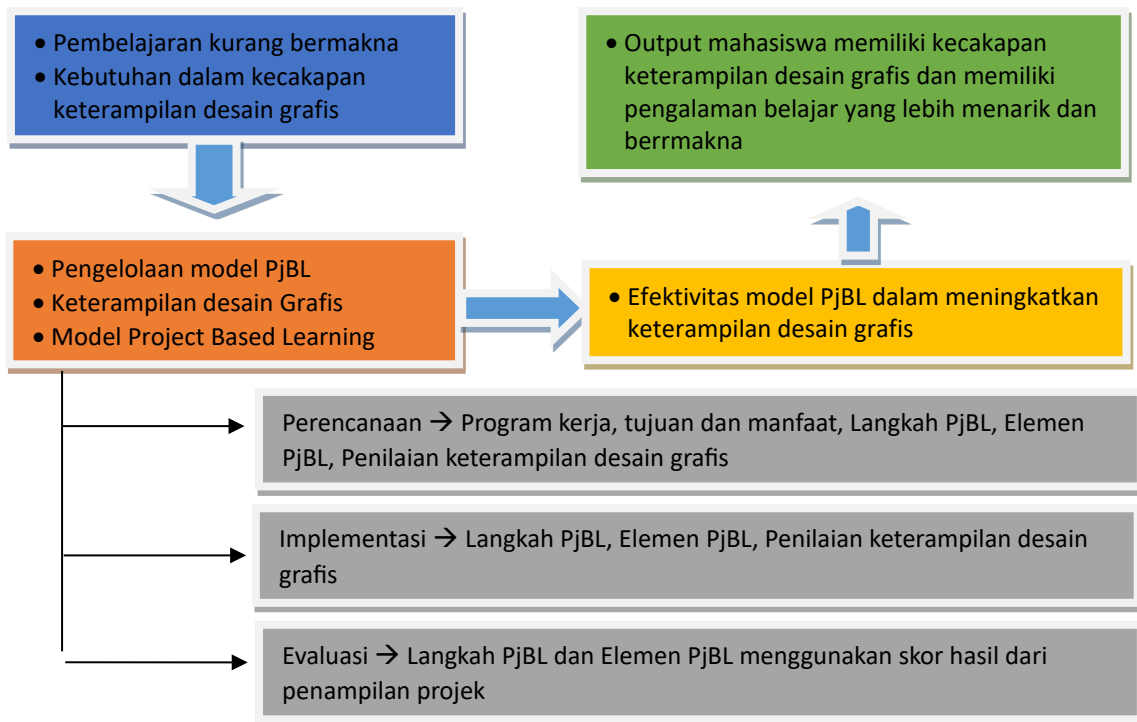 • Pembelajaran kurang bermakna
• Kebutuhan dalam kecakapan
keterampilan desain grafis
• Output mahasiswa memiliki kecakapan
keterampilan desain grafis dan memiliki
pengalaman belajar yang lebih menarik dan
berrmakna
• Pengelolaan model PjBL
• Keterampilan desain Grafis
• Model Project Based Learning
• Efektivitas model PjBL dalam meningkatkan
keterampilan desain grafis
Perencanaan → Program kerja, tujuan dan manfaat, Langkah PjBL, Elemen
PjBL, Penilaian keterampilan desain grafis
Implementasi → Langkah PjBL, Elemen PjBL, Penilaian keterampilan desain
grafis
Evaluasi → Langkah PjBL dan Elemen PjBL menggunakan skor hasil dari
penampilan projek